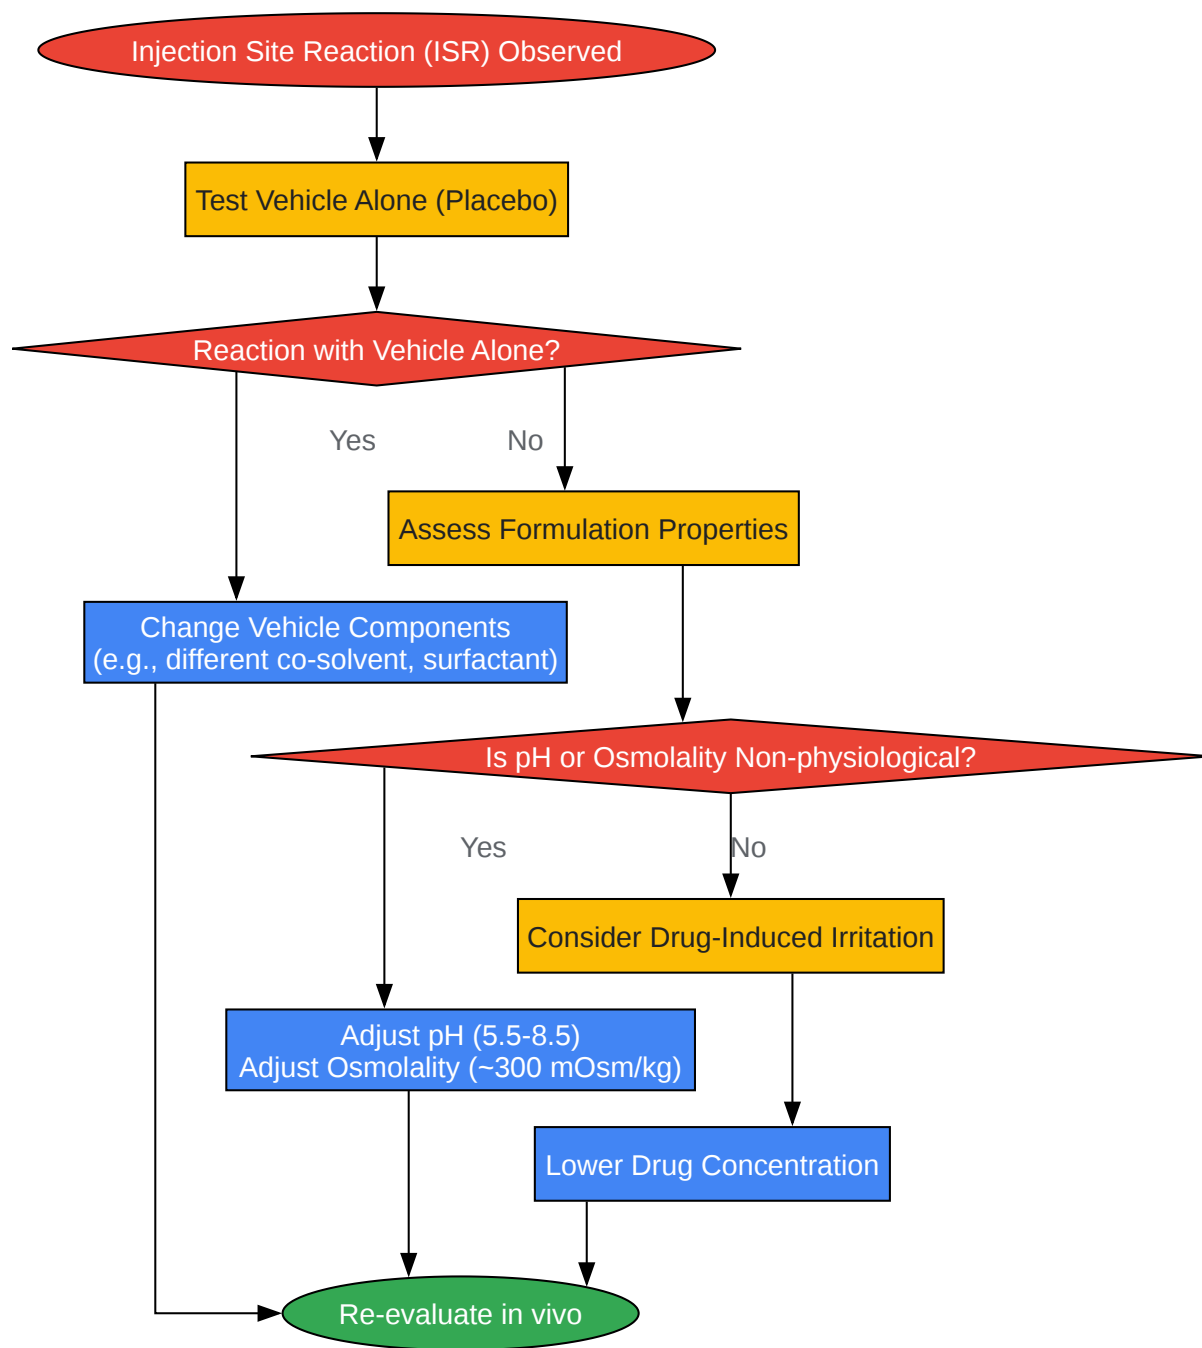 Injection Site Reaction (ISR) Observed
Test Vehicle Alone (Placebo)
Reaction with Vehicle Alone?
Yes
No
Assess Formulation Properties
Change Vehicle Components
(e.g., different co-solvent, surfactant)
Is pH or Osmolality Non-physiological?
Yes
No
Consider Drug-Induced Irritation
Adjust pH (5.5-8.5)
Adjust Osmolality (~300 mOsm/kg)
Lower Drug Concentration
Re-evaluate in vivo